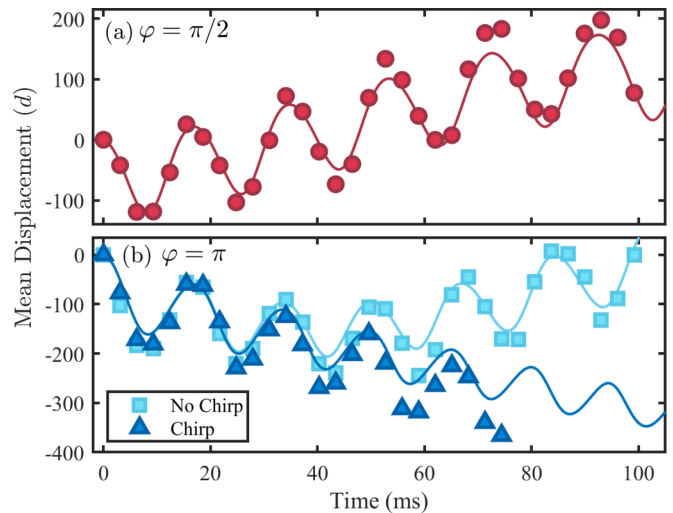 (a) φ = π/2
200
100
0
-100
Mean Displacement (d)
(b) φ = π
0
-100
-200
-300
-400
No Chirp
Chirp
0 20 40 60 80 100
Time (ms)